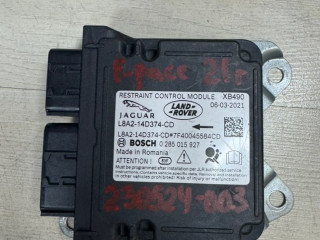 f-pace 21г
RESTRAINT CONTROL MODULE XB490
06-03-2021
JAGUAR
LAND-ROVER
L8A2-14D374-CD
L8A2-14D374-CD#7F40045584CD
BOSCH 0 285 015 927
Made in Romania
ATTENTION !
236524-003